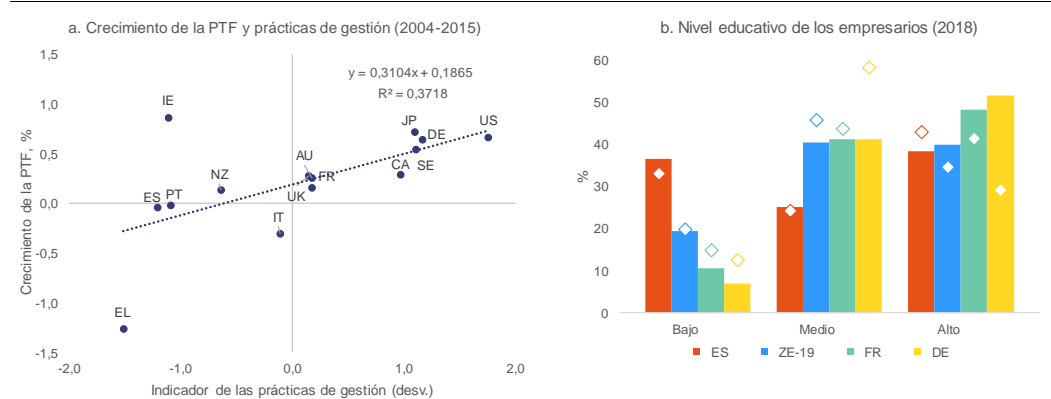 a. Crecimiento de la PTF y prácticas de gestión (2004-2015)
1,5
1,0
0,5
0,0
-0,5
-1,0
-1,5
Crecimiento de la PTF, %
y = 0,3104x + 0,1865
R² = 0,3718
IE
JP
US
DE
AU
NZ
FR
CA
SE
ES
PT
UK
IT
EL
-2,0
-1,0
0,0
1,0
2,0
Indicador de las prácticas de gestión (desv.)
b. Nivel educativo de los empresarios (2018)
60
50
40
30
20
10
0
%
Bajo
Medio
Alto
ES
ZE-19
FR
DE